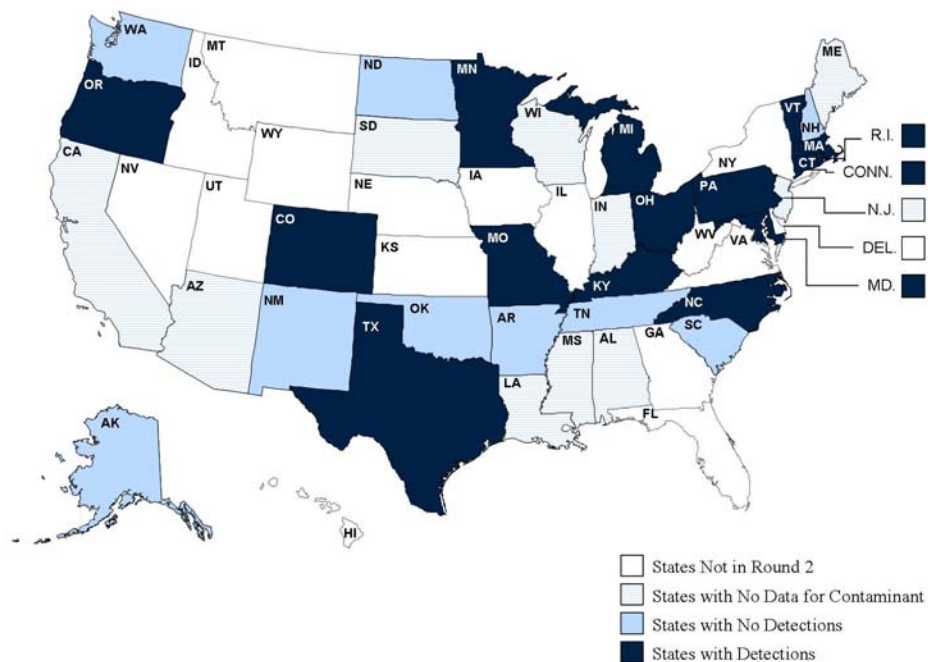 WA
MT
ND
MN
ME
ID
OR
VT
NH
SD
WI
MI
MA
R.I.
WY
CT
CA
NY
CONN.
NV
IA
PA
NE
UT
IL
OH
IN
N.J.
CO
WV
VA
DEL.
MO
KS
KY
MD.
AZ
NC
NM
OK
TN
AR
TX
SC
MS
AL
GA
LA
FL
AK
HI
States Not in Round 2
States with No Data for Contaminant
States with No Detections
States with Detections